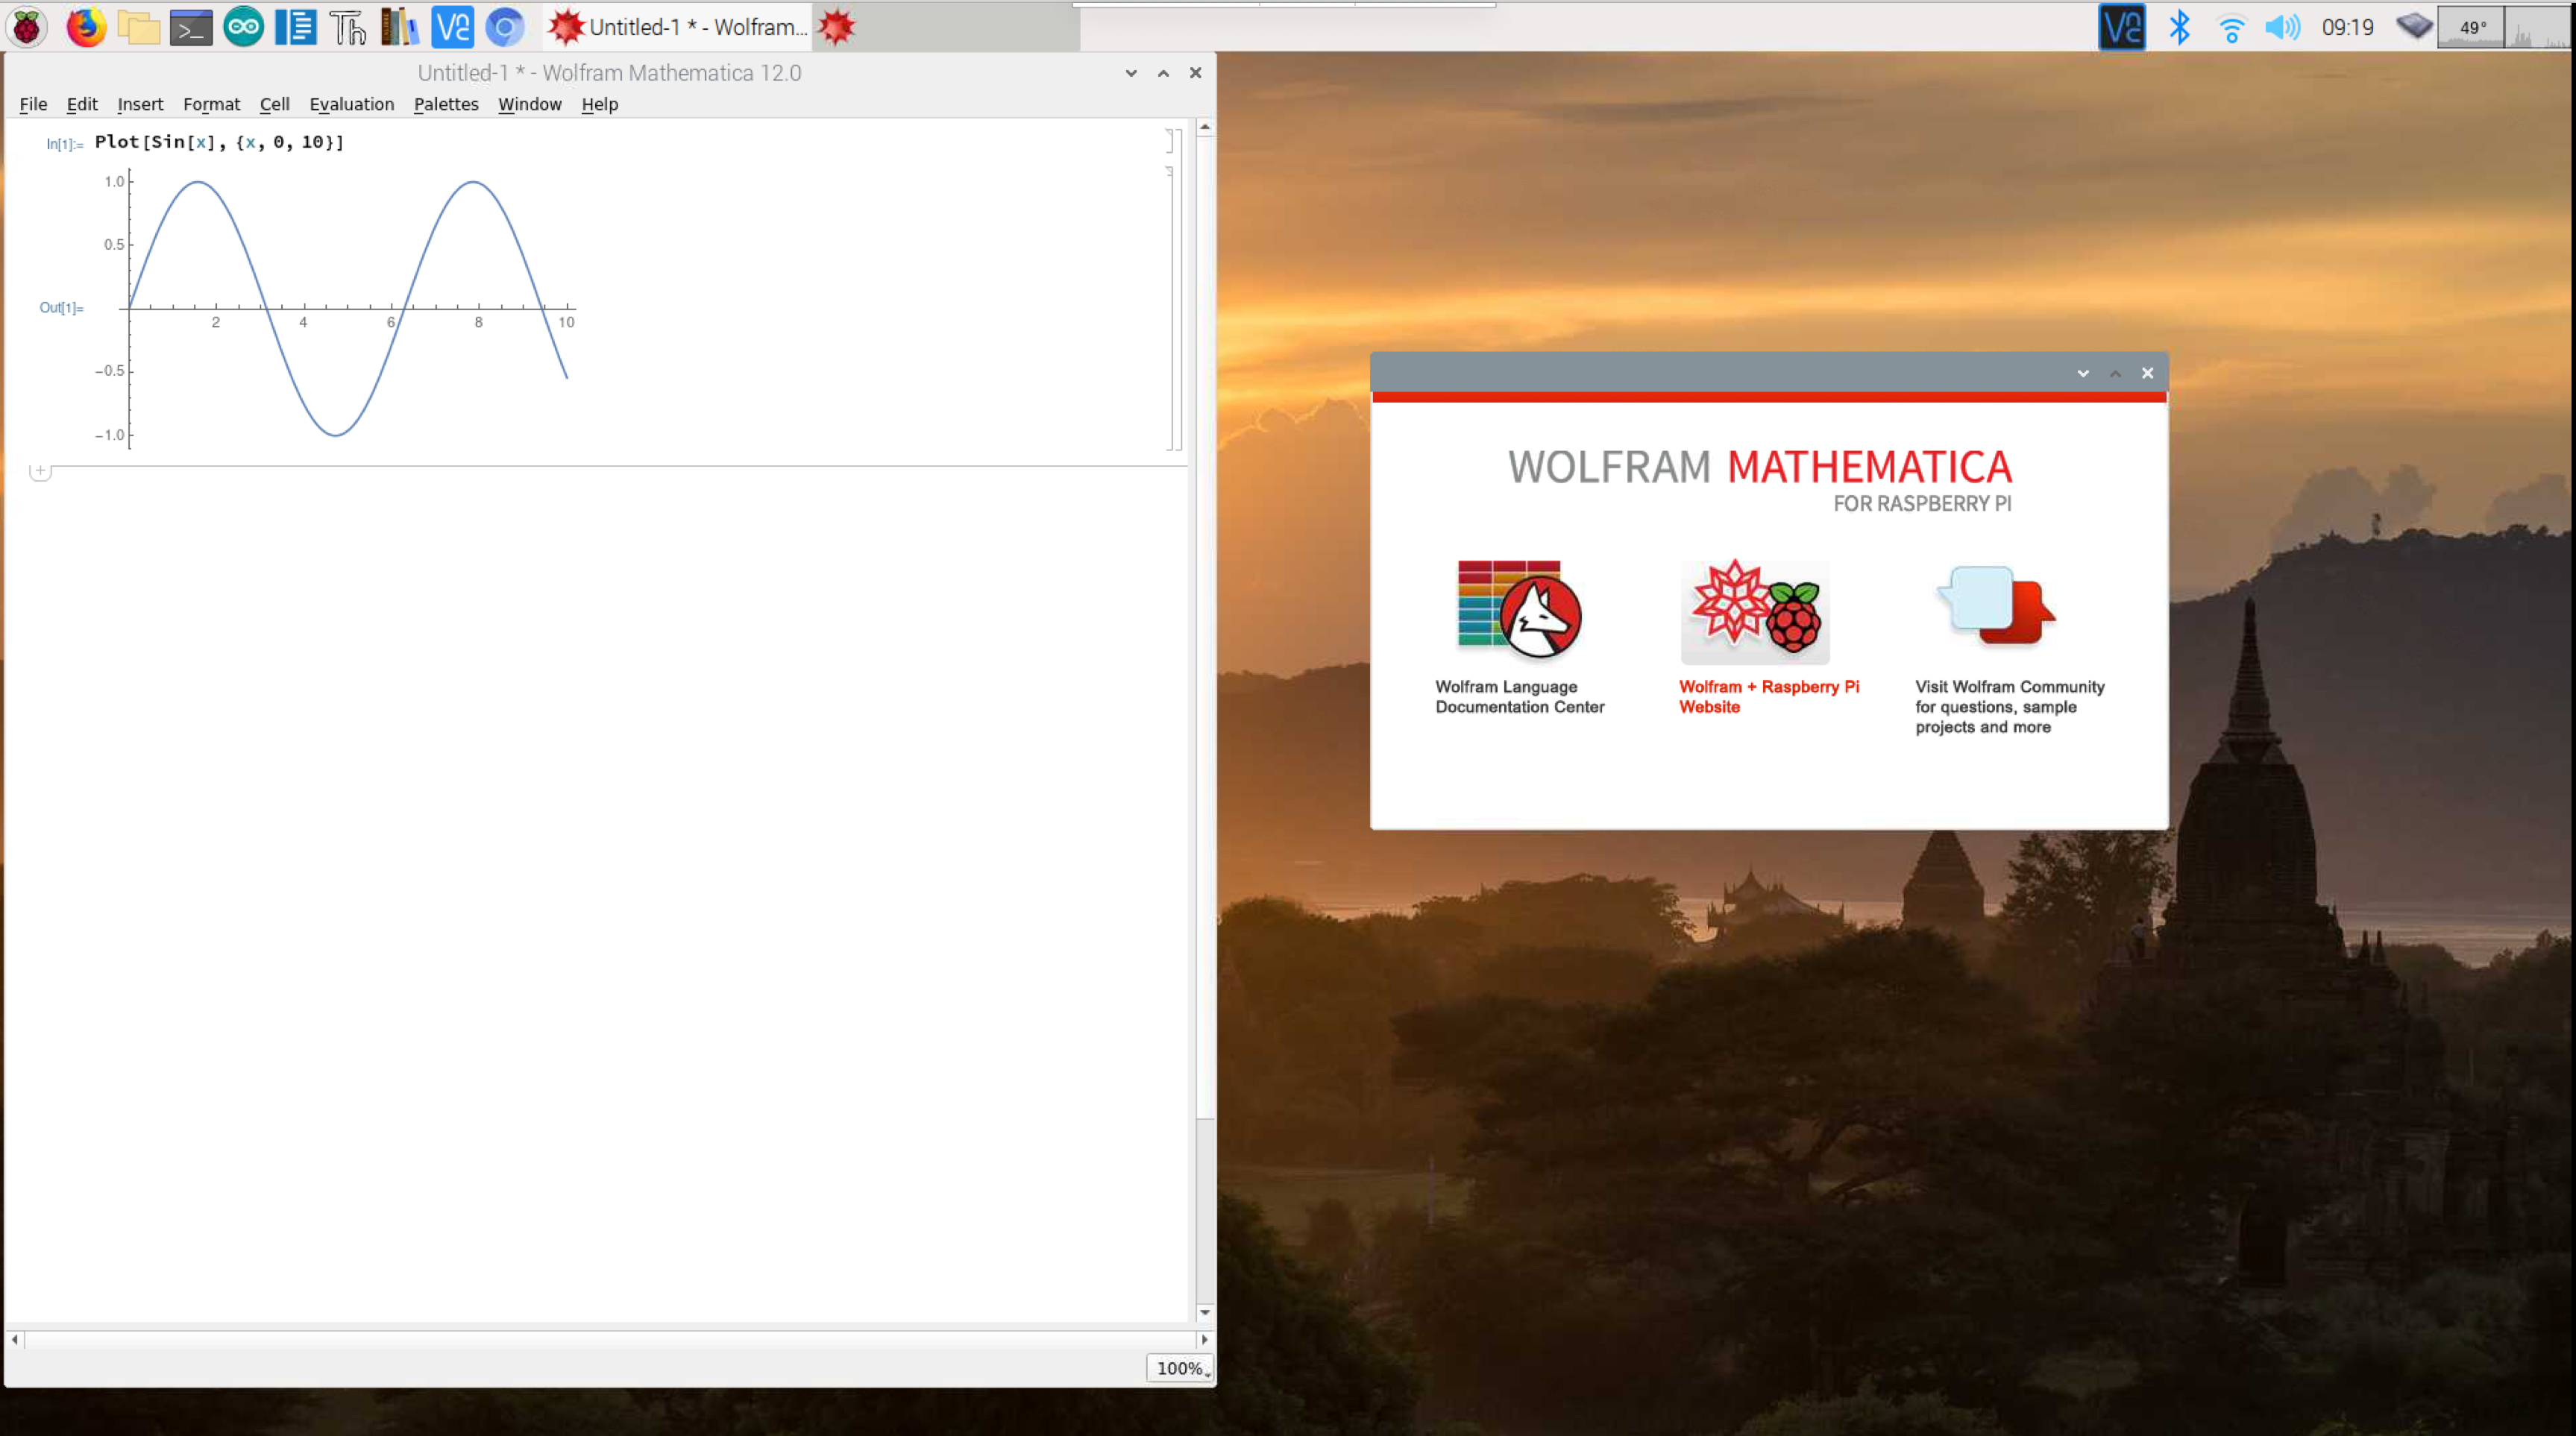 Untitled-1 * - Wolfram...
09:19
49°
Untitled-1 * - Wolfram Mathematica 12.0
File Edit Insert Format Cell Evaluation Palettes Window Help
In[1]:= Plot[Sin[x], {x, 0, 10}]
1.0
0.5
Out[1]=
2 4 6 8 10
-0.5
-1.0
100%
WOLFRAM MATHEMATICA
FOR RASPBERRY PI
Wolfram Language
Documentation Center
Wolfram + Raspberry Pi
Website
Visit Wolfram Community
for questions, sample
projects and more